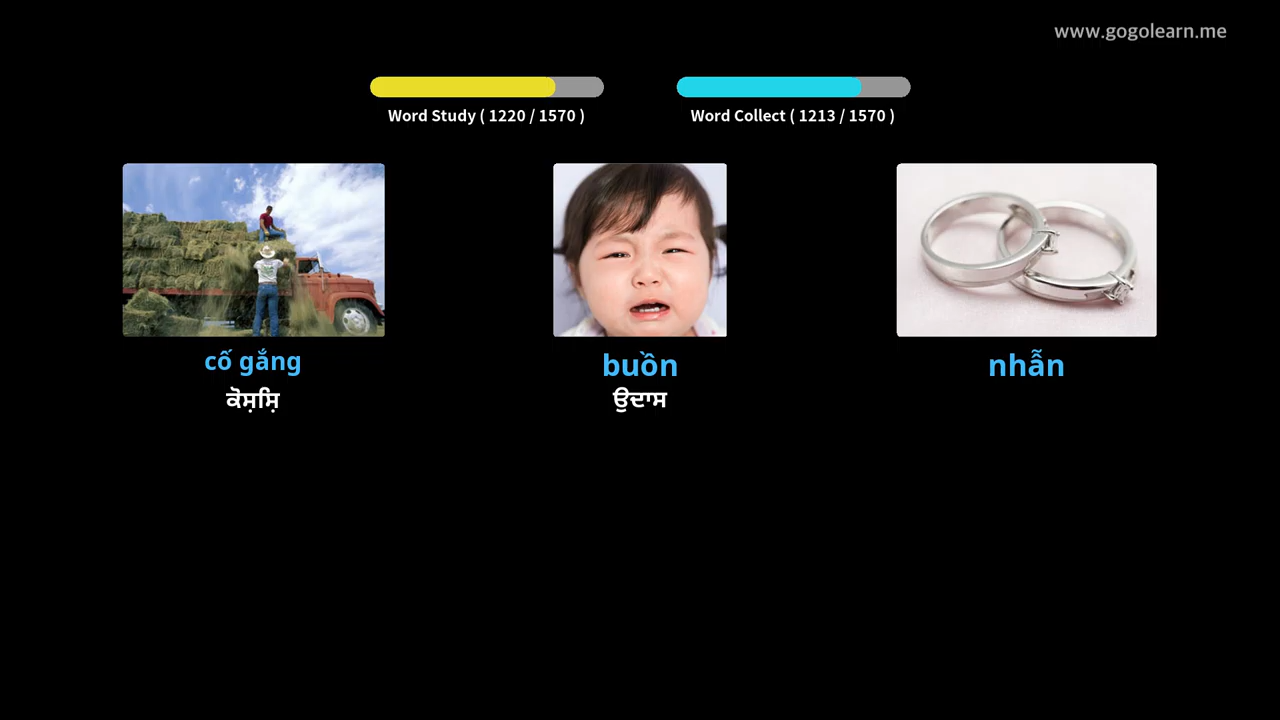 www.gogolearn.me
Word Study ( 1220 / 1570 )
Word Collect ( 1213 / 1570 )
cố gắng
ਕੋਸ਼ਸ਼ਿ
buồn
ਉਦਾਸ
nhẫn